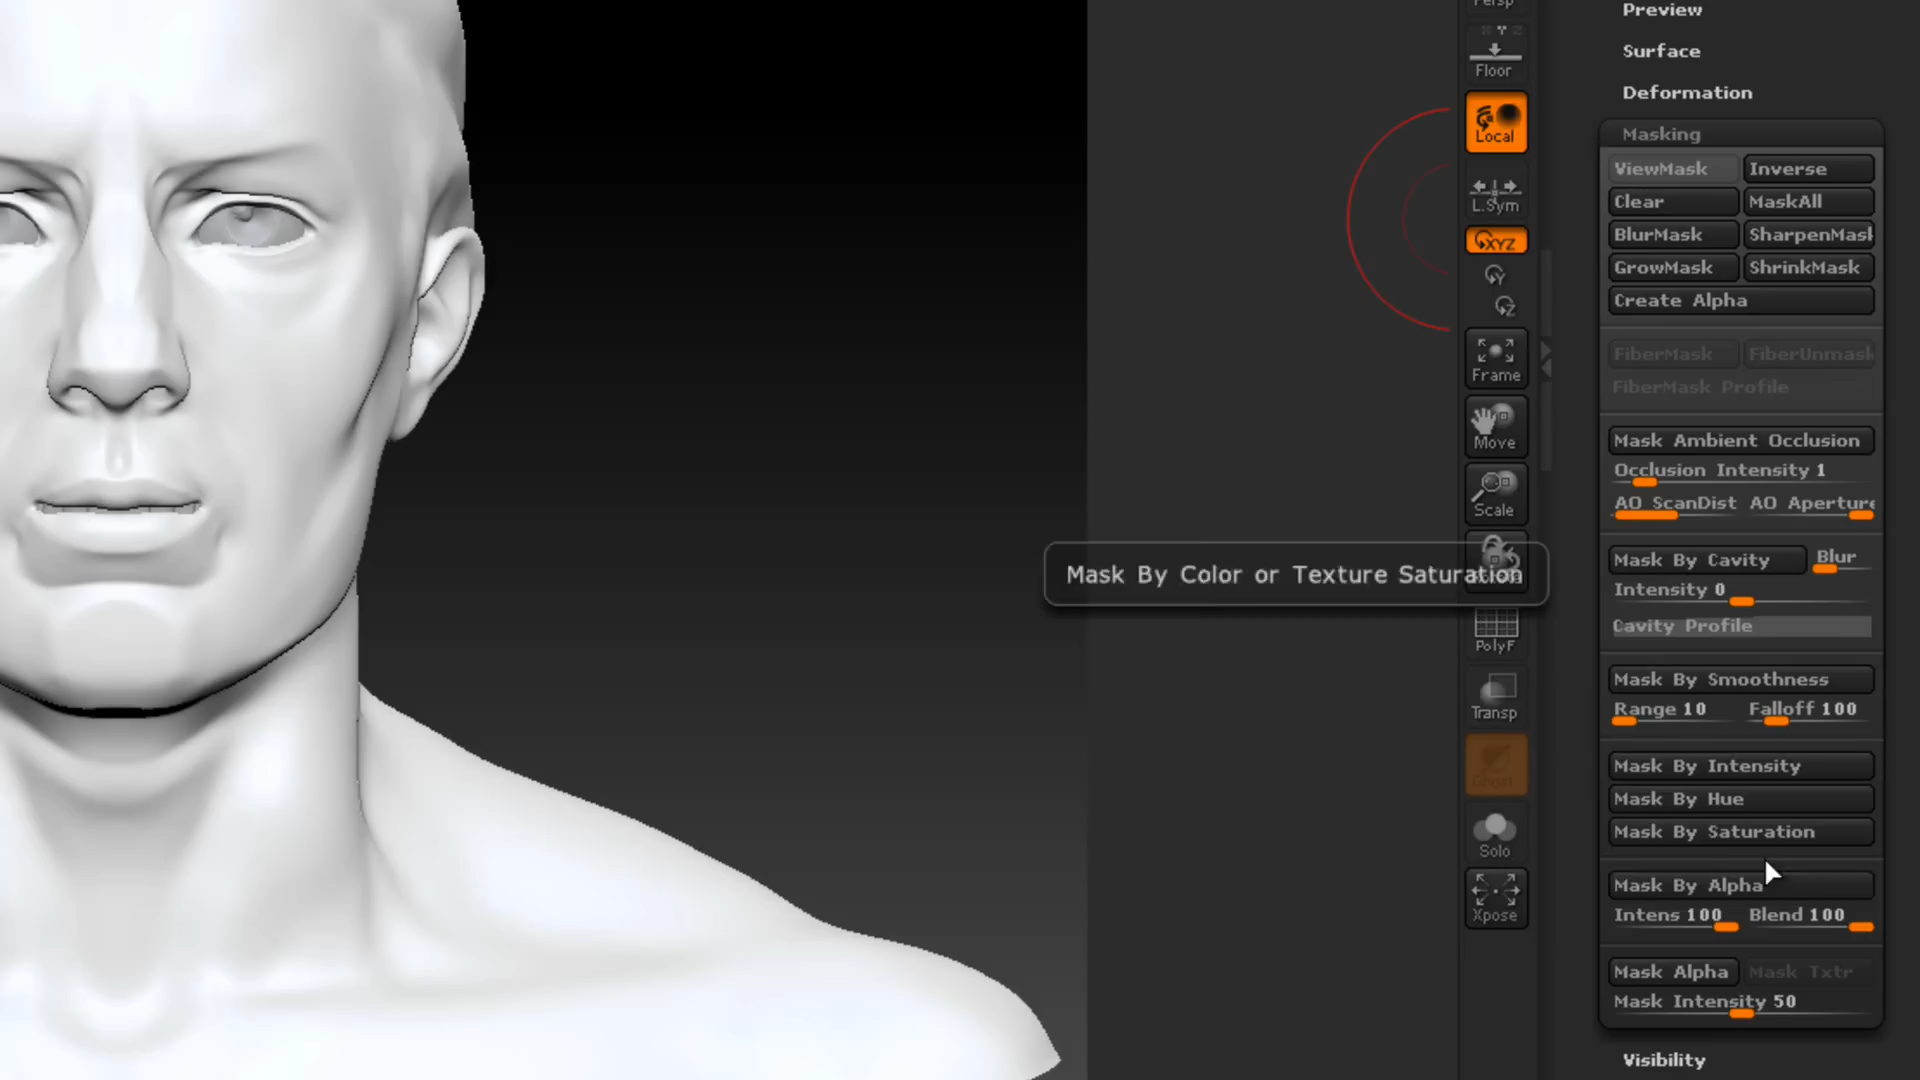 Persp
Floor
Local
L.Sym
XYZ
Y
Z
Frame
Move
Scale
PolyF
Transp
Solo
Xpose
Mask By Color or Texture Saturation
Preview
Surface
Deformation
Masking
ViewMask Inverse
Clear MaskAll
BlurMask SharpenMask
GrowMask ShrinkMask
Create Alpha
FiberMask FiberUnmask
FiberMask Profile
Mask Ambient Occlusion
Occlusion Intensity 1
AO ScanDist AO Aperture
Mask By Cavity Blur
Intensity 0
Cavity Profile
Mask By Smoothness
Range 10 Falloff 100
Mask By Intensity
Mask By Hue
Mask By Saturation
Mask By Alpha
Intens 100 Blend 100
Mask Alpha Mask Txtr
Mask Intensity 50
Visibility